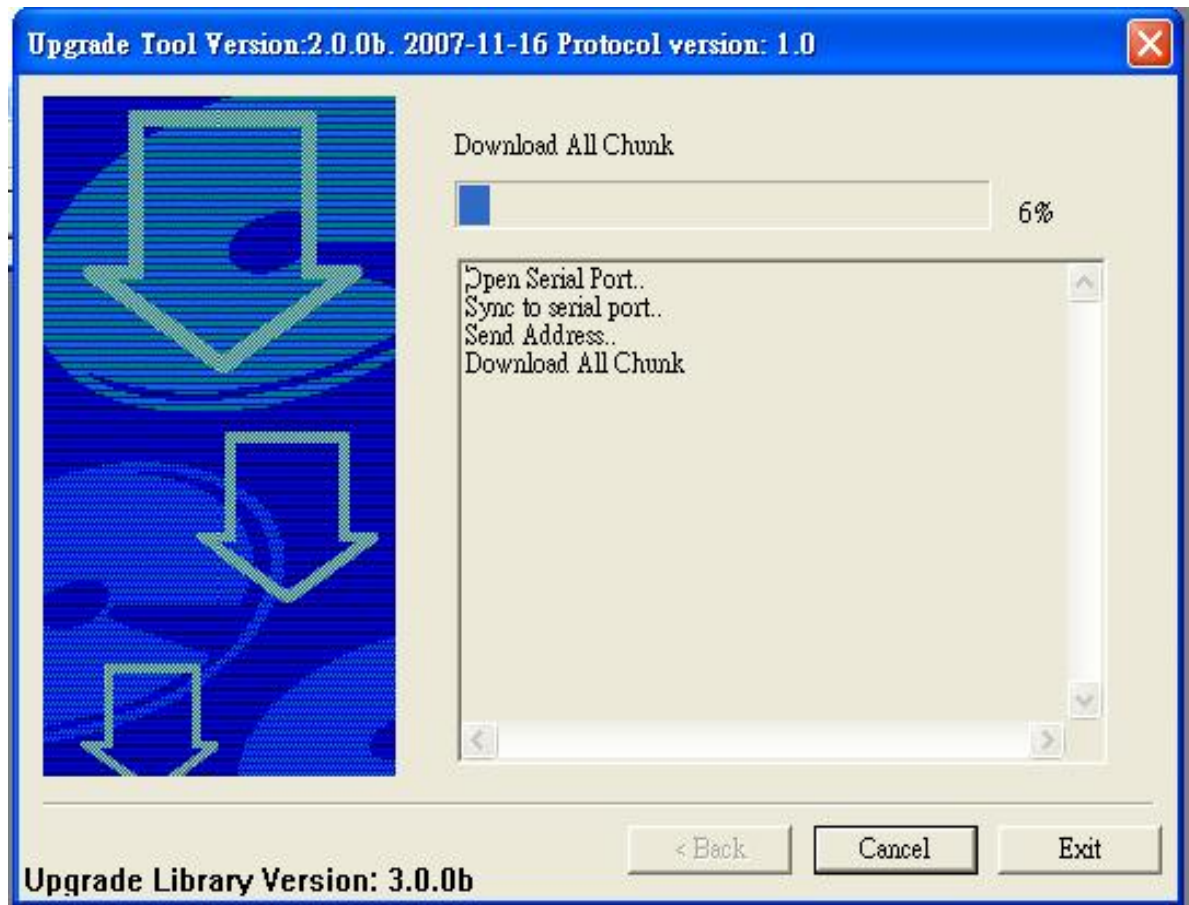 Upgrade Tool Version:2.0.0b. 2007-11-16 Protocol version: 1.0
Download All Chunk
6%
Open Serial Port..
Sync to serial port..
Send Address..
Download All Chunk
< Back
Cancel
Exit
Upgrade Library Version: 3.0.0b